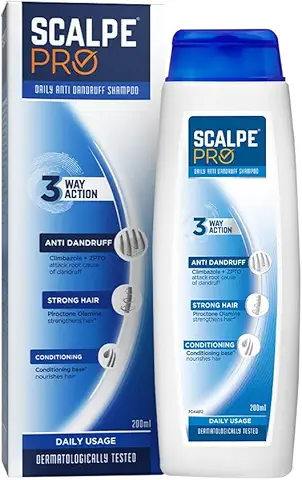 SCALPE®
PRO
DAILY ANTI DANDRUFF SHAMPOO
3 WAY
ACTION
ANTI DANDRUFF
Climbazole + ZPTO
attack root cause
of dandruff
STRONG HAIR
Piroctone Olamine
strengthens hair*
CONDITIONING
Conditioning base*
nourishes hair
200ml
DAILY USAGE
DERMATOLOGICALLY TESTED
SCALPE®
PRO
DAILY ANTI DANDRUFF SHAMPOO
3 WAY
ACTION
ANTI DANDRUFF
Climbazole + ZPTO
attack root cause
of dandruff
STRONG HAIR
Piroctone Olamine
strengthens hair*
CONDITIONING
Conditioning base*
nourishes hair
200ml
DAILY USAGE
DERMATOLOGICALLY TESTED